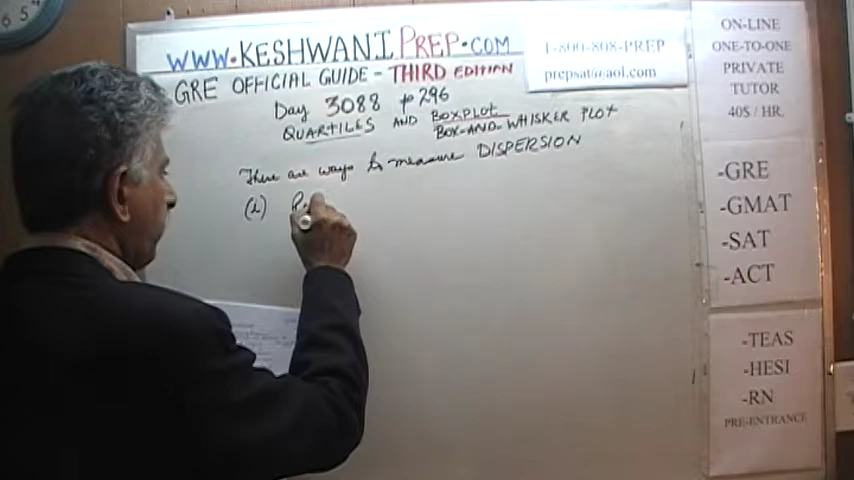 WWW.KESHWANIPREP.COM
GRE OFFICIAL GUIDE - THIRD EDITION
Day 3088 p296
QUARTILES AND BOXPLOT
BOX-AND-WHISKER PLOT
There are ways to measure DISPERSION
1-800-808-PREP
prepsat@aol.com
ON-LINE
ONE-TO-ONE
PRIVATE
TUTOR
40$ / HR.
-GRE
-GMAT
-SAT
-ACT
-TEAS
-HESI
-RN
PRE-ENTRANCE
6 5